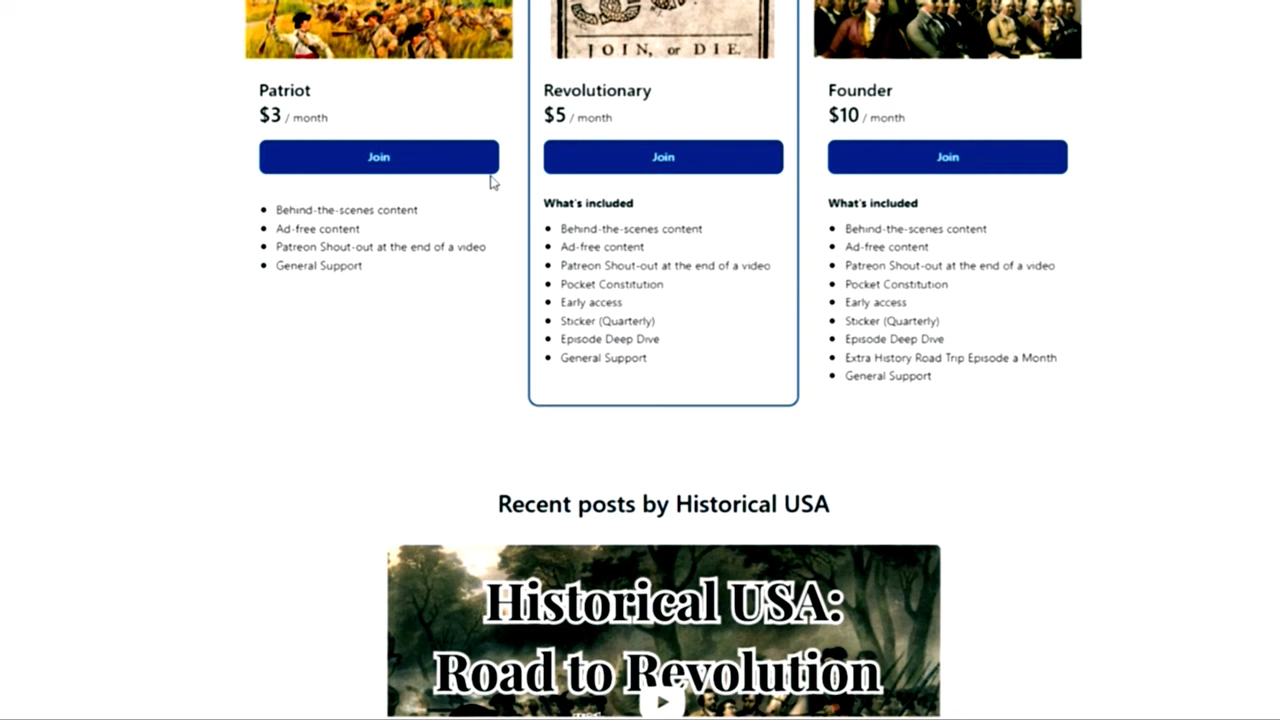 JOIN, or DIE.
Patriot
$3 / month
Join
Behind-the-scenes content
Ad-free content
Patreon Shout-out at the end of a video
General Support
Revolutionary
$5 / month
Join
What's included
Behind-the-scenes content
Ad-free content
Patreon Shout-out at the end of a video
Pocket Constitution
Early access
Sticker (Quarterly)
Episode Deep Dive
General Support
Founder
$10 / month
Join
What's included
Behind-the-scenes content
Ad-free content
Patreon Shout-out at the end of a video
Pocket Constitution
Early access
Sticker (Quarterly)
Episode Deep Dive
Extra History Road Trip Episode a Month
General Support
Recent posts by Historical USA
Historical USA:
Road to Revolution